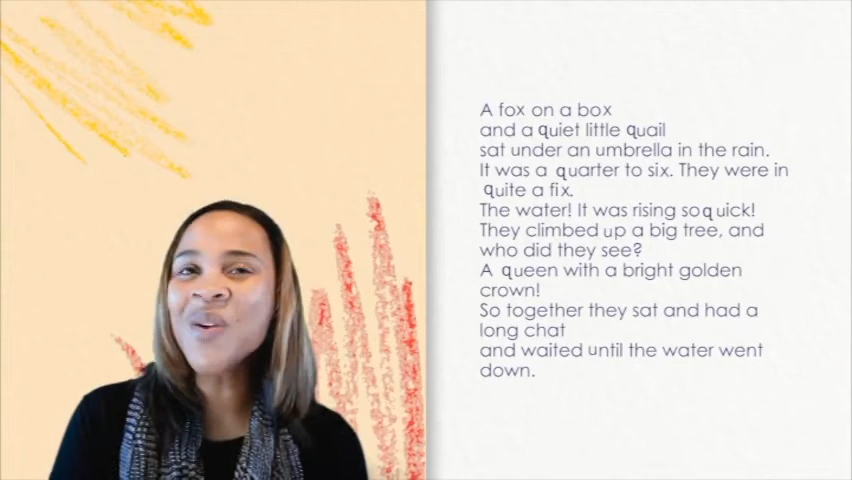 A fox on a box
and a quiet little quail
sat under an umbrella in the rain.
It was a quarter to six. They were in
quite a fix.
The water! It was rising so quick!
They climbed up a big tree, and
who did they see?
A queen with a bright golden
crown!
So together they sat and had a
long chat
and waited until the water went
down.